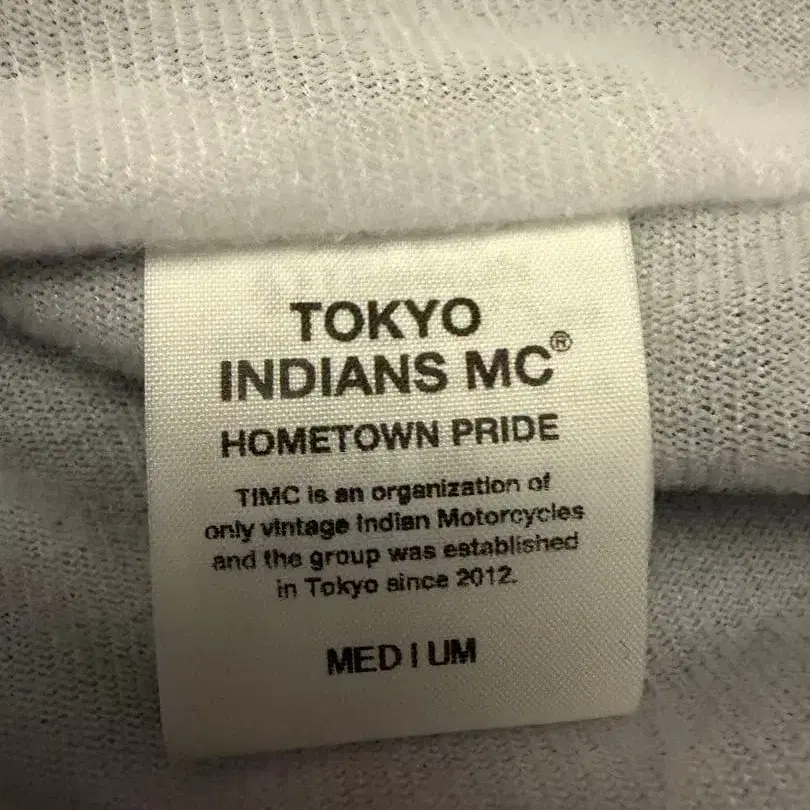 TOKYO
INDIANS MC®
HOMETOWN PRIDE
TIMC is an organization of
only vintage Indian Motorcycles
and the group was established
in Tokyo since 2012.
MEDIUM